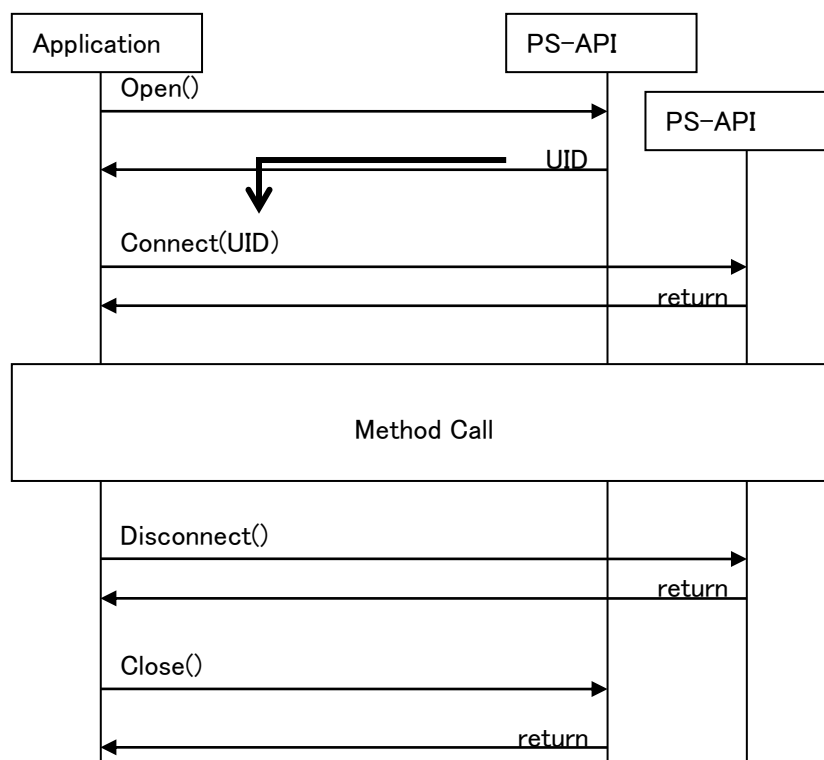 Application
PS-API
Open()
PS-API
UID
Connect(UID)
return
Method Call
Disconnect()
return
Close()
return